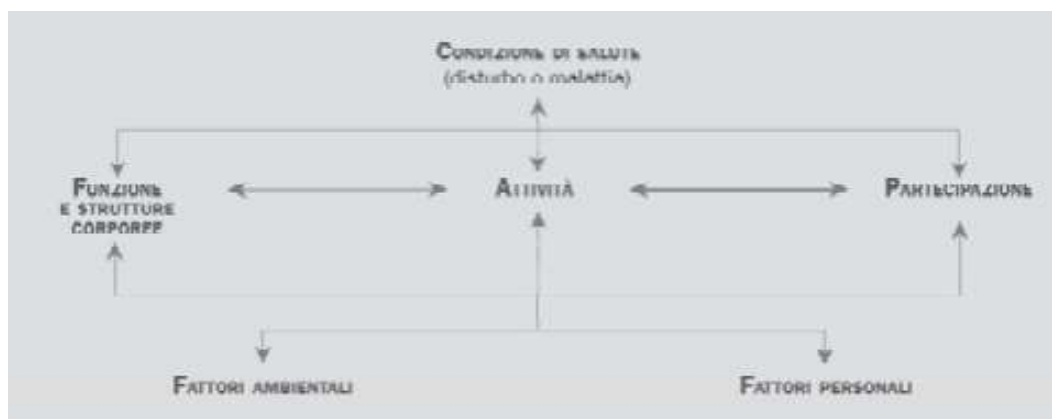 CONDIZIONE DI SALUTE
(disturbo o malattia)
FUNZIONE
E STRUTTURE
CORPOREE
ATTIVITÀ
PARTECIPAZIONE
FATTORI AMBIENTALI
FATTORI PERSONALI